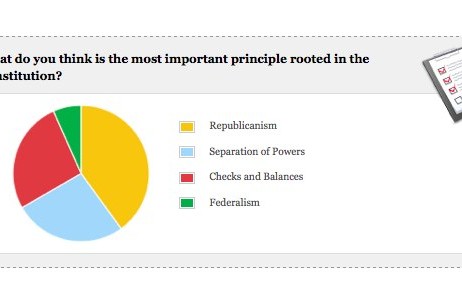 at do you think is the most important principle rooted in the
nstitution?
Republicanism
Separation of Powers
Checks and Balances
Federalism